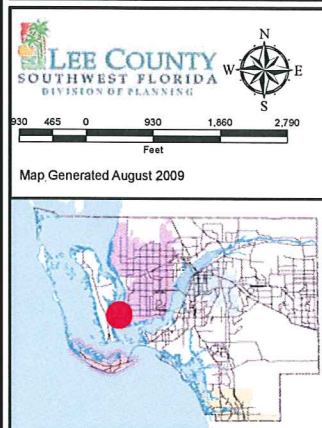 LEE COUNTY
SOUTHWEST FLORIDA
DIVISION OF PLANNING
N
W E
S
930 465 0 930 1,860 2,790
Feet
Map Generated August 2009